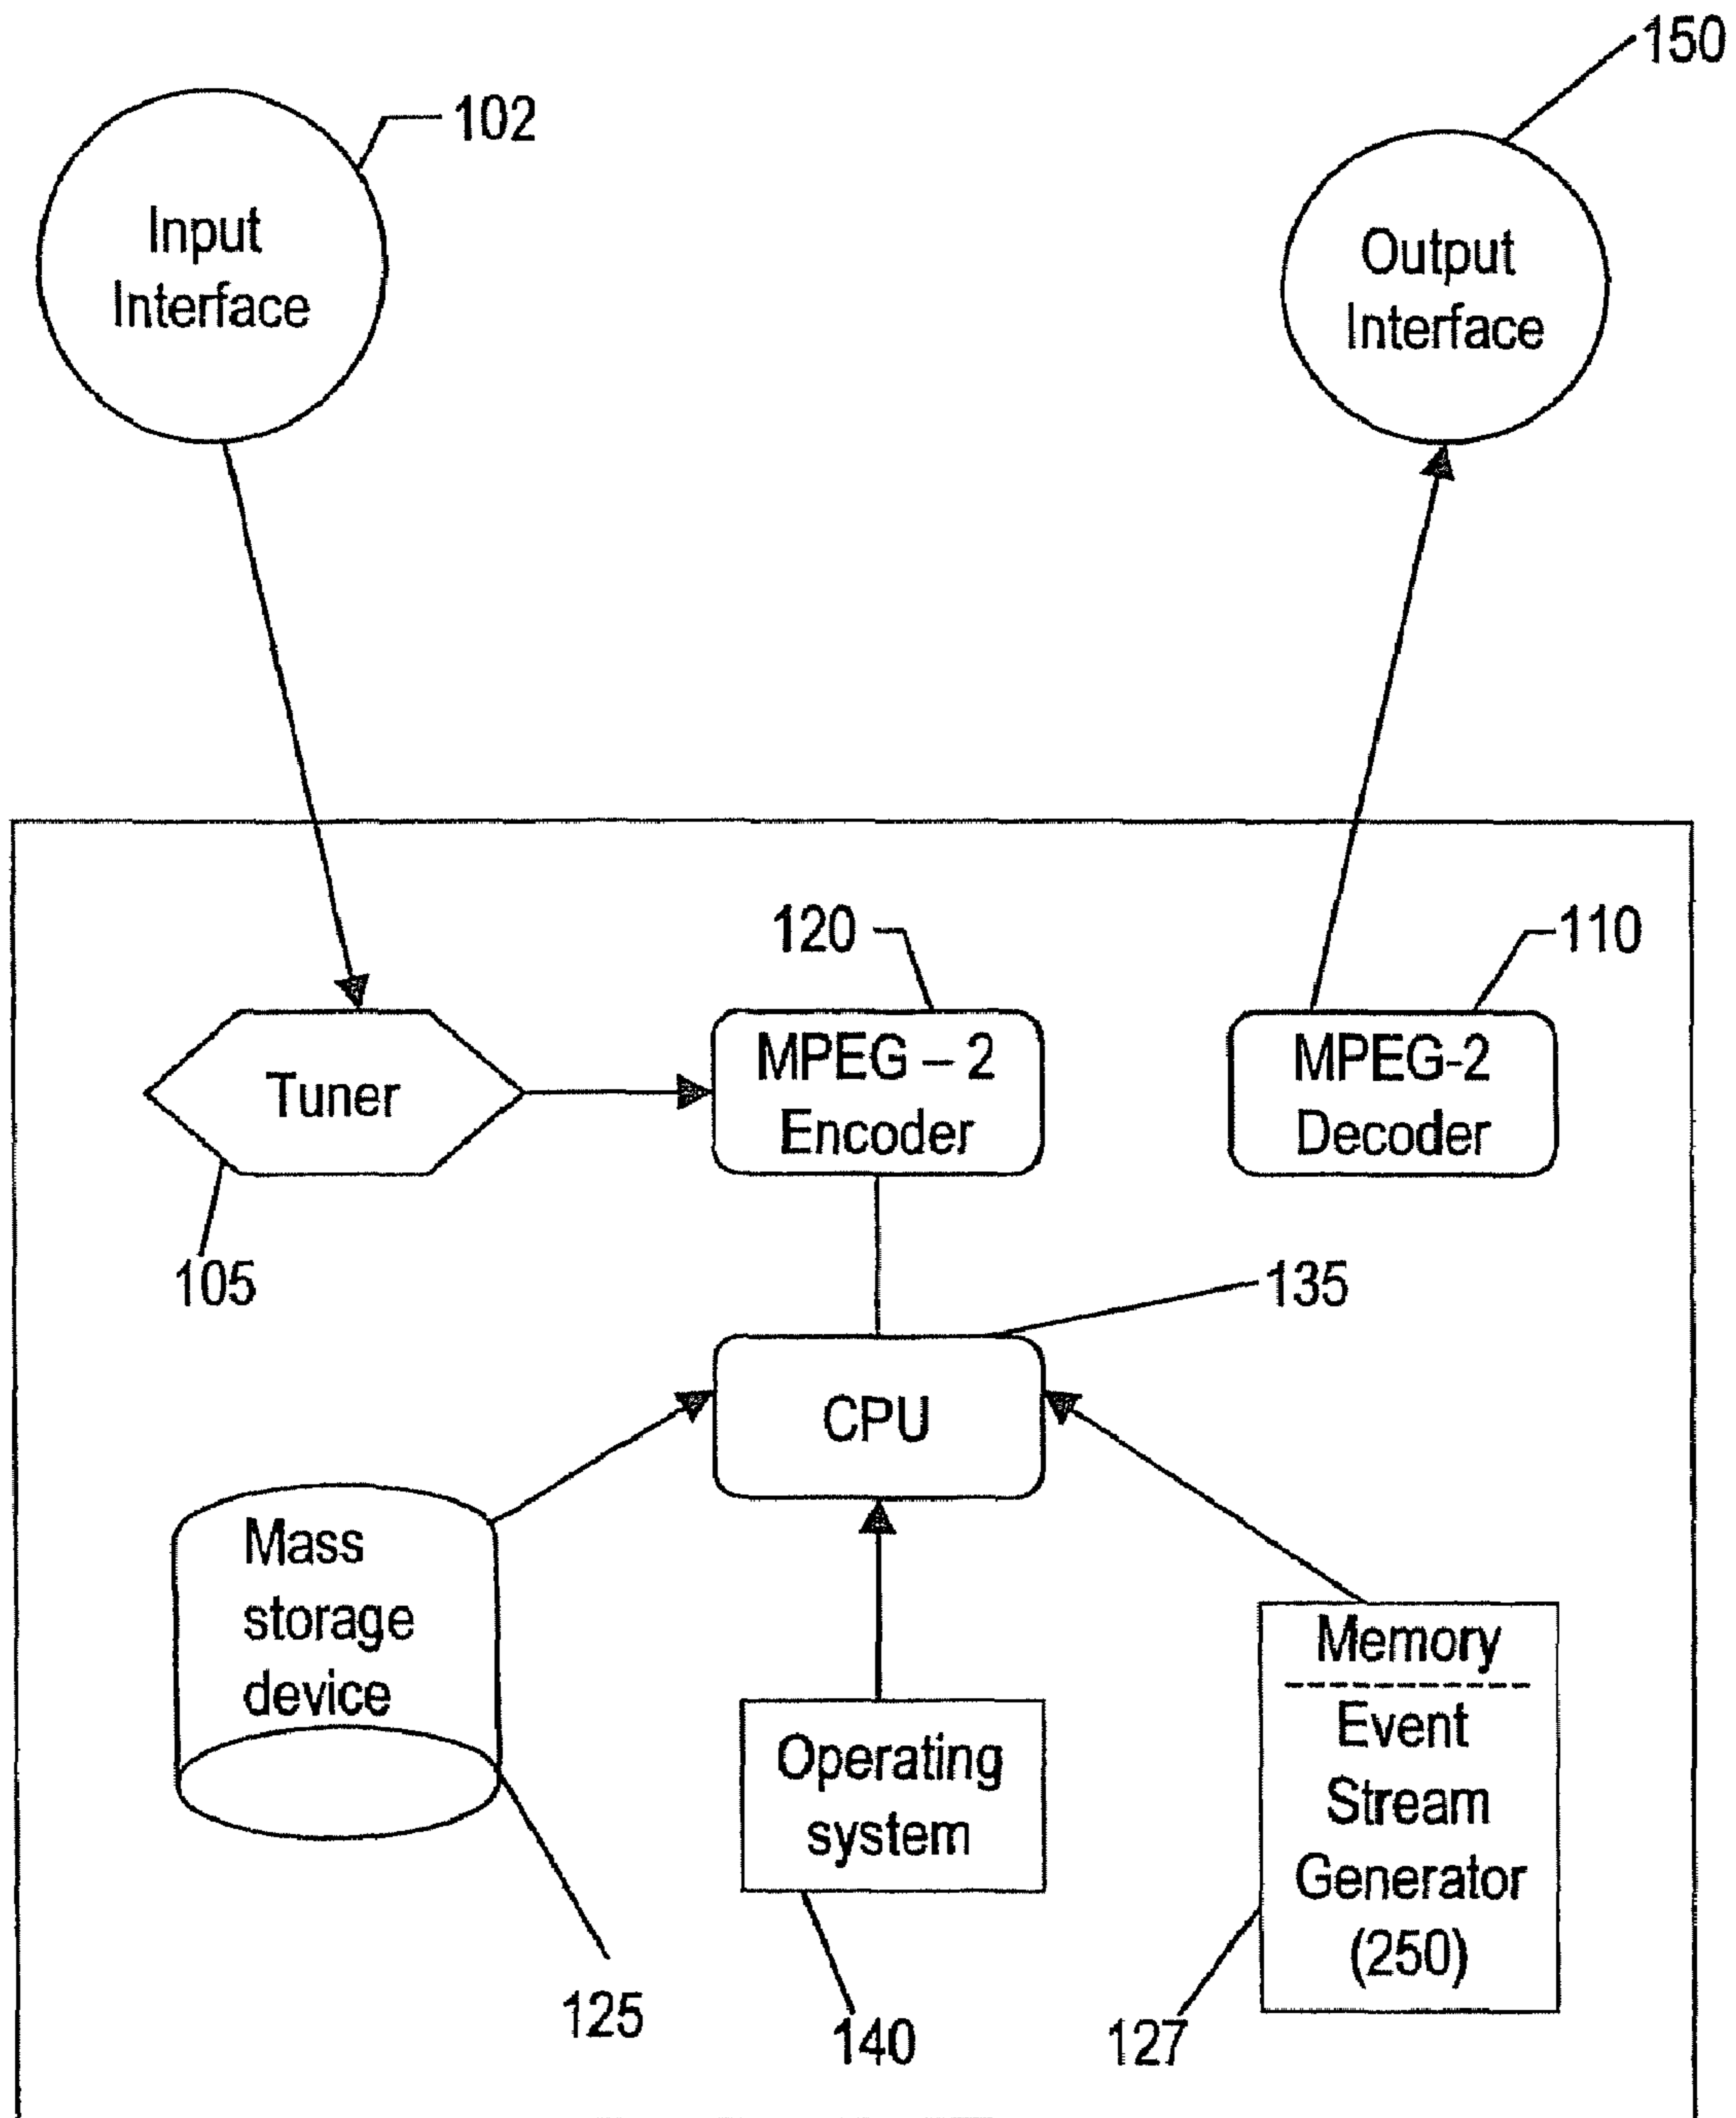 150
102
Input
Interface
Output
Interface
120
110
Tuner
MPEG – 2
Encoder
MPEG-2
Decoder
105
135
CPU
Mass
storage
device
Operating
system
Memory
Event
Stream
Generator
(250)
125
140
127